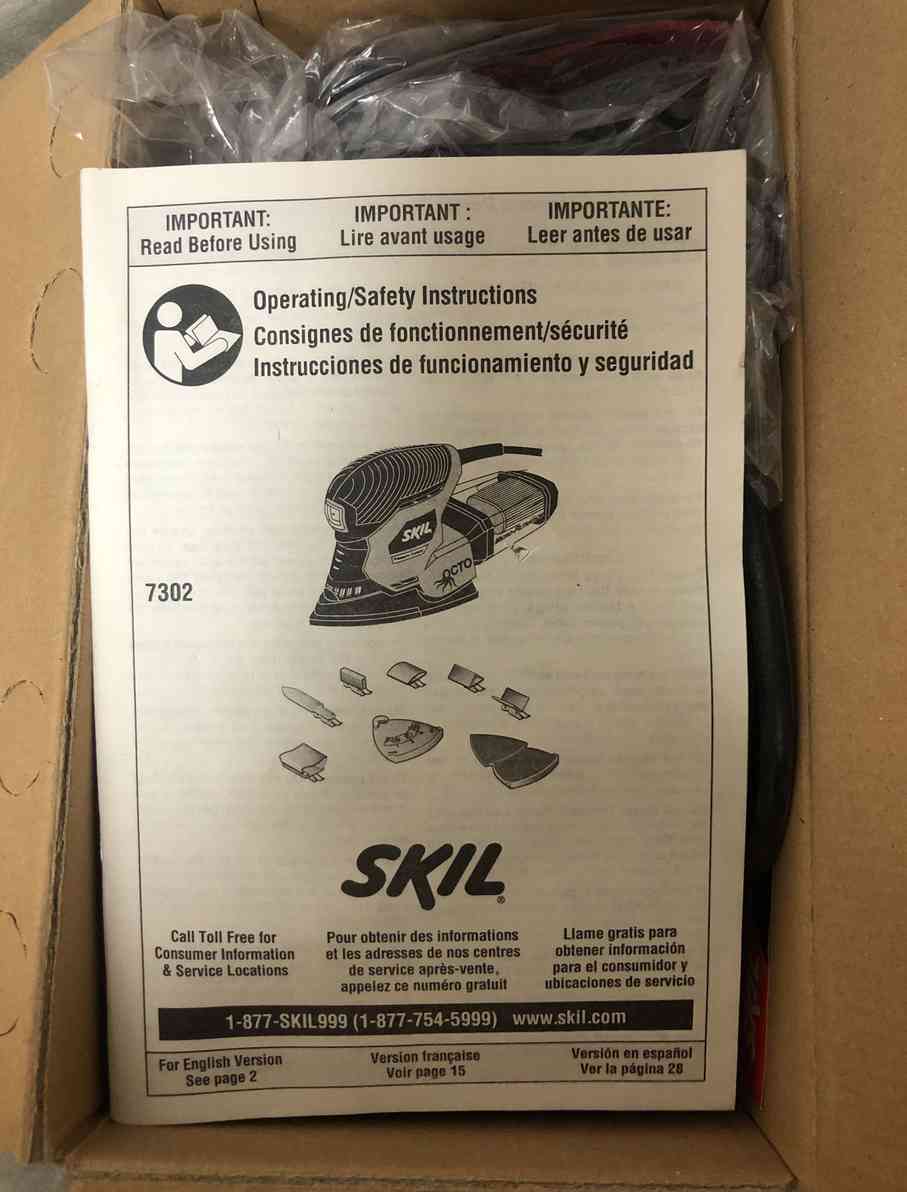 IMPORTANT:
Read Before Using
IMPORTANT :
Lire avant usage
IMPORTANTE:
Leer antes de usar
Operating/Safety Instructions
Consignes de fonctionnement/sécurité
Instrucciones de funcionamiento y seguridad
SKIL
OCTO
7302
SKIL®
Call Toll Free for
Consumer Information
& Service Locations
Pour obtenir des informations
et les adresses de nos centres
de service après-vente,
appelez ce numéro gratuit
Llame gratis para
obtener información
para el consumidor y
ubicaciones de servicio
1-877-SKIL999 (1-877-754-5999) www.skil.com
For English Version
See page 2
Version française
Voir page 15
Versión en español
Ver la página 28